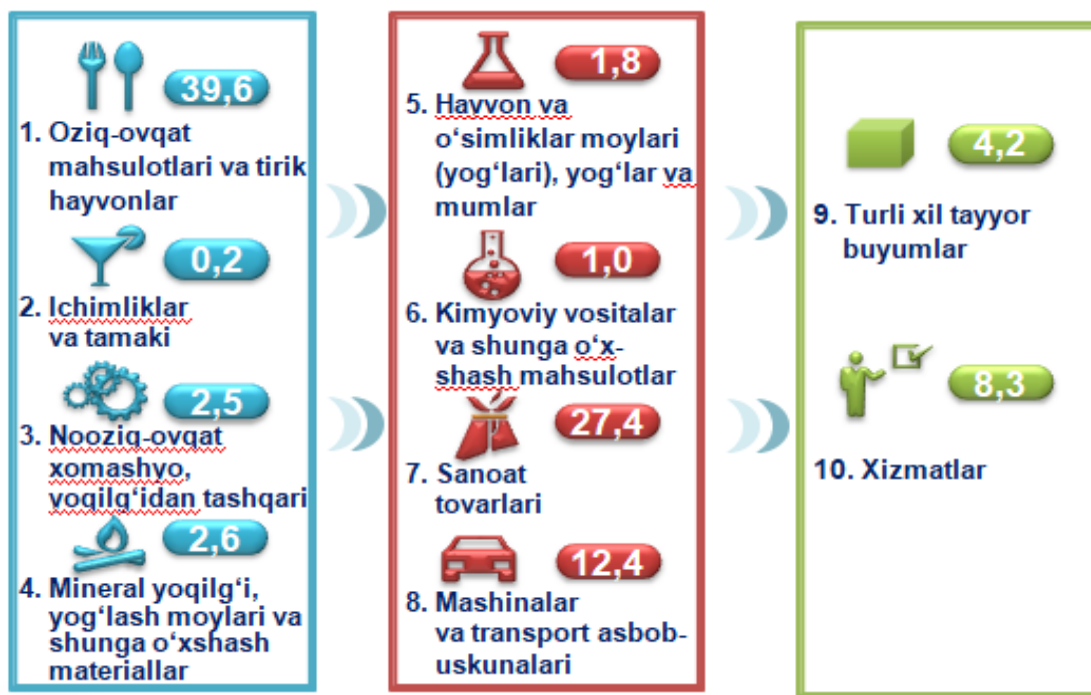 39,6
1. Oziq-ovqat
mahsulotlari va tirik
hayvonlar
0,2
2. Ichimliklar
va tamaki
2,5
3. Nooziq-ovqat
xomashyo,
yoqilg‘idan tashqari
2,6
4. Mineral yoqilg‘i,
yog‘lash moylari va
shunga o‘xshash
materiallar
1,8
5. Hayvon va
o‘simliklar moylari
(yog‘lari), yog‘lar va
mumlar
1,0
6. Kimyoviy vositalar
va shunga o‘x-
shash mahsulotlar
27,4
7. Sanoat
tovarlari
12,4
8. Mashinalar
va transport asbob-
uskunalari
4,2
9. Turli xil tayyor
buyumlar
8,3
10. Xizmatlar